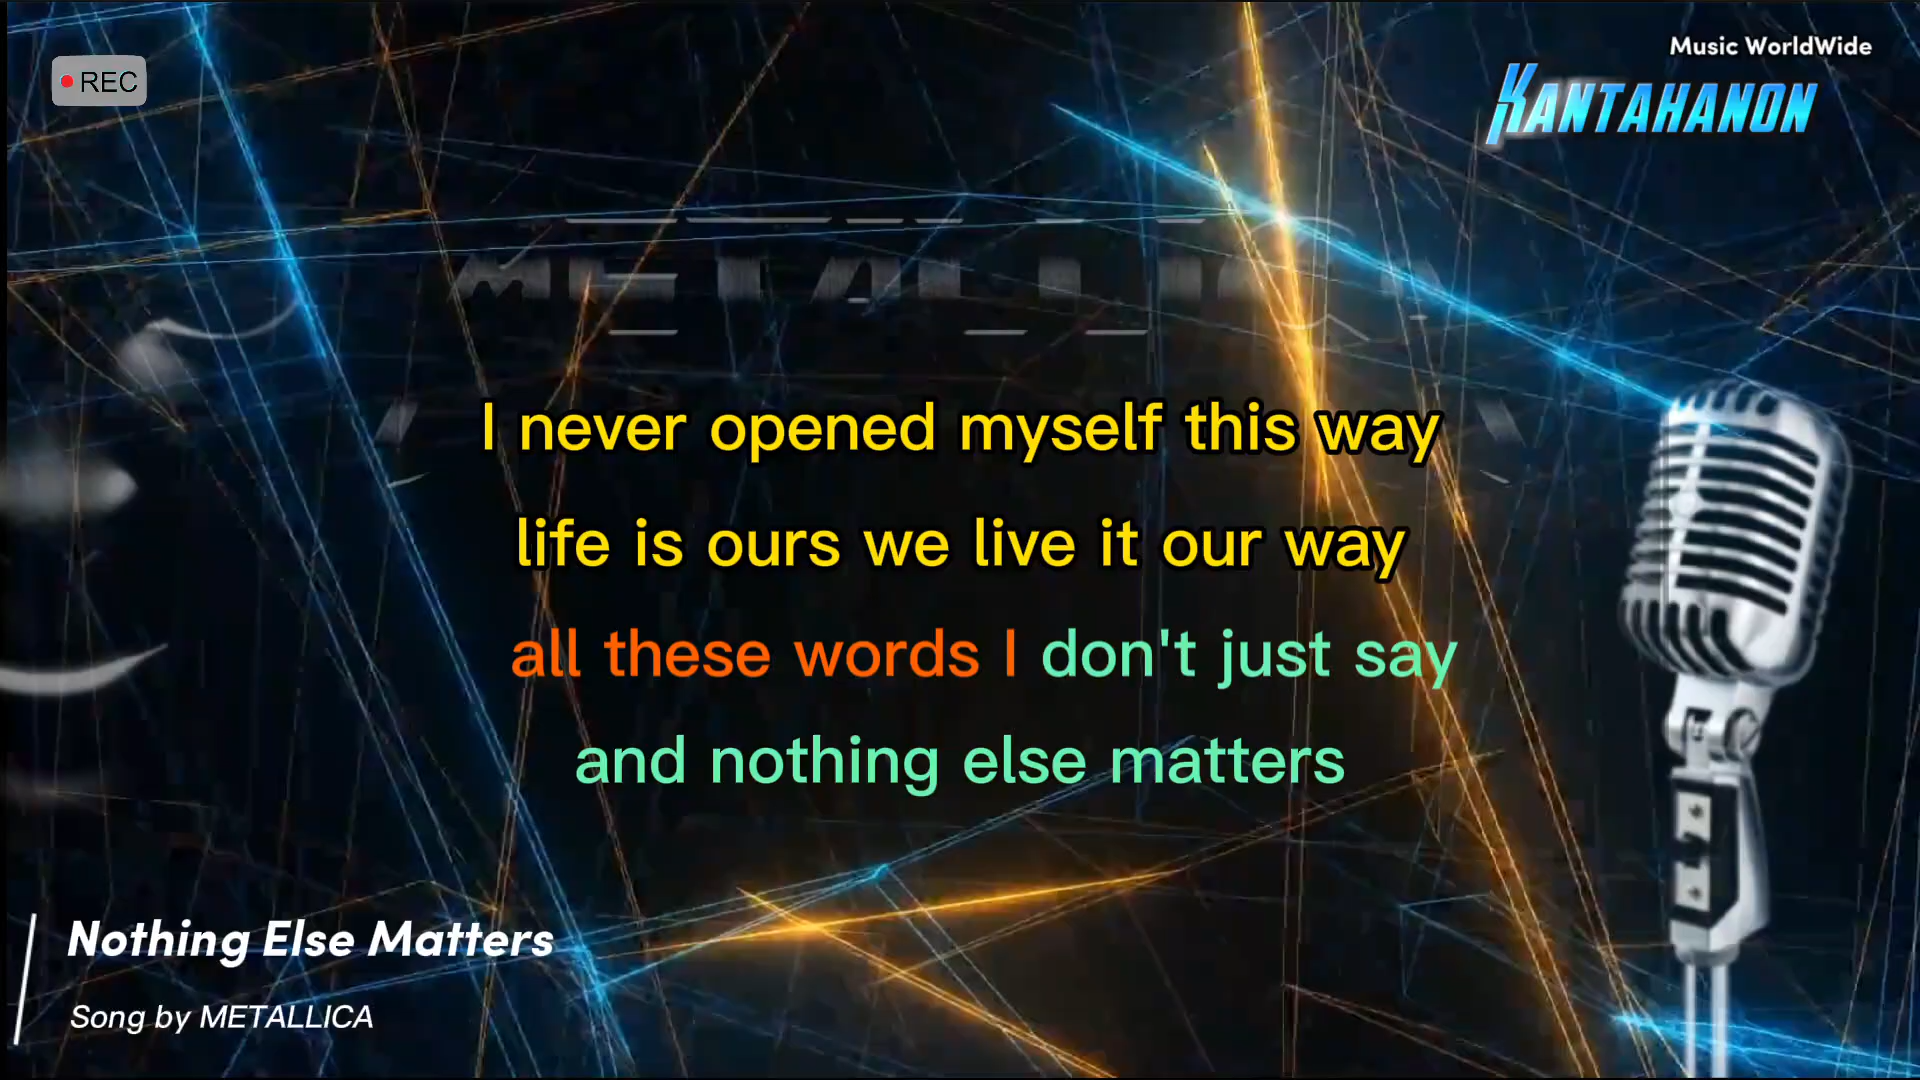 Music WorldWide
REC
KANTAHANON
METALLICA
I never opened myself this way
life is ours we live it our way
all these words I don't just say
and nothing else matters
Nothing Else Matters
Song by METALLICA